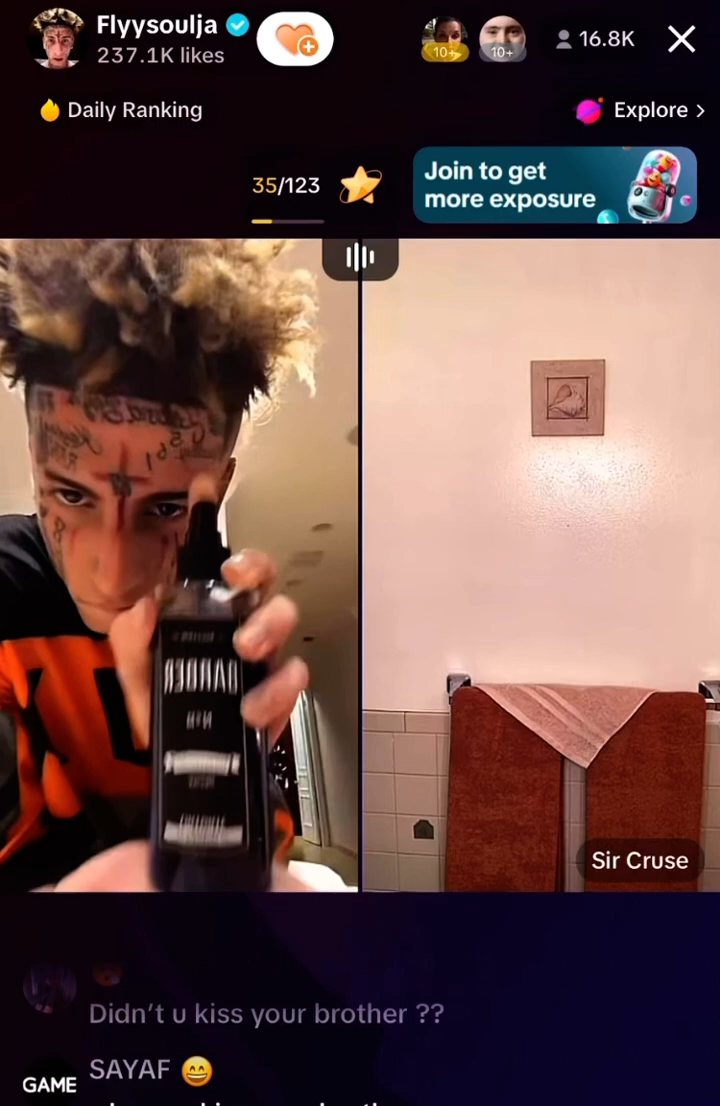 Flyysoulja
237.1K likes
10+
10+
16.8K
Daily Ranking
Explore >
35/123
Join to get
more exposure
Sir Cruse
Didn't u kiss your brother ??
GAME
SAYAF 😄